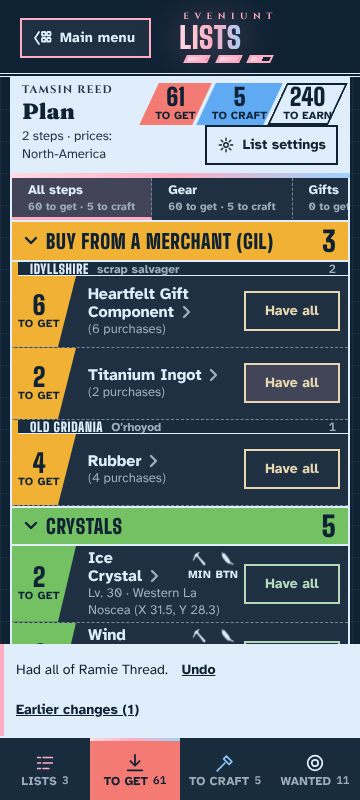 Main menu
EVENIUNT
LISTS
TAMSIN REED
Plan
2 steps · prices:
North-America
61
TO GET
5
TO CRAFT
240
TO EARN
List settings
All steps
60 to get · 5 to craft
Gear
60 to get · 5 to craft
Gifts
0 to get
BUY FROM A MERCHANT (GIL) 3
IDYLLSHIRE scrap salvager 2
6
TO GET
Heartfelt Gift
Component
(6 purchases)
Have all
2
TO GET
Titanium Ingot
(2 purchases)
Have all
OLD GRIDANIA O'rhoyod 1
4
TO GET
Rubber
(4 purchases)
Have all
CRYSTALS 5
2
TO GET
Ice
Crystal
MIN BTN
Lv. 30 · Western La
Noscea (X 31.5, Y 28.3)
Have all
Wind
Had all of Ramie Thread. Undo
Earlier changes (1)
LISTS 3
TO GET 61
TO CRAFT 5
WANTED 11